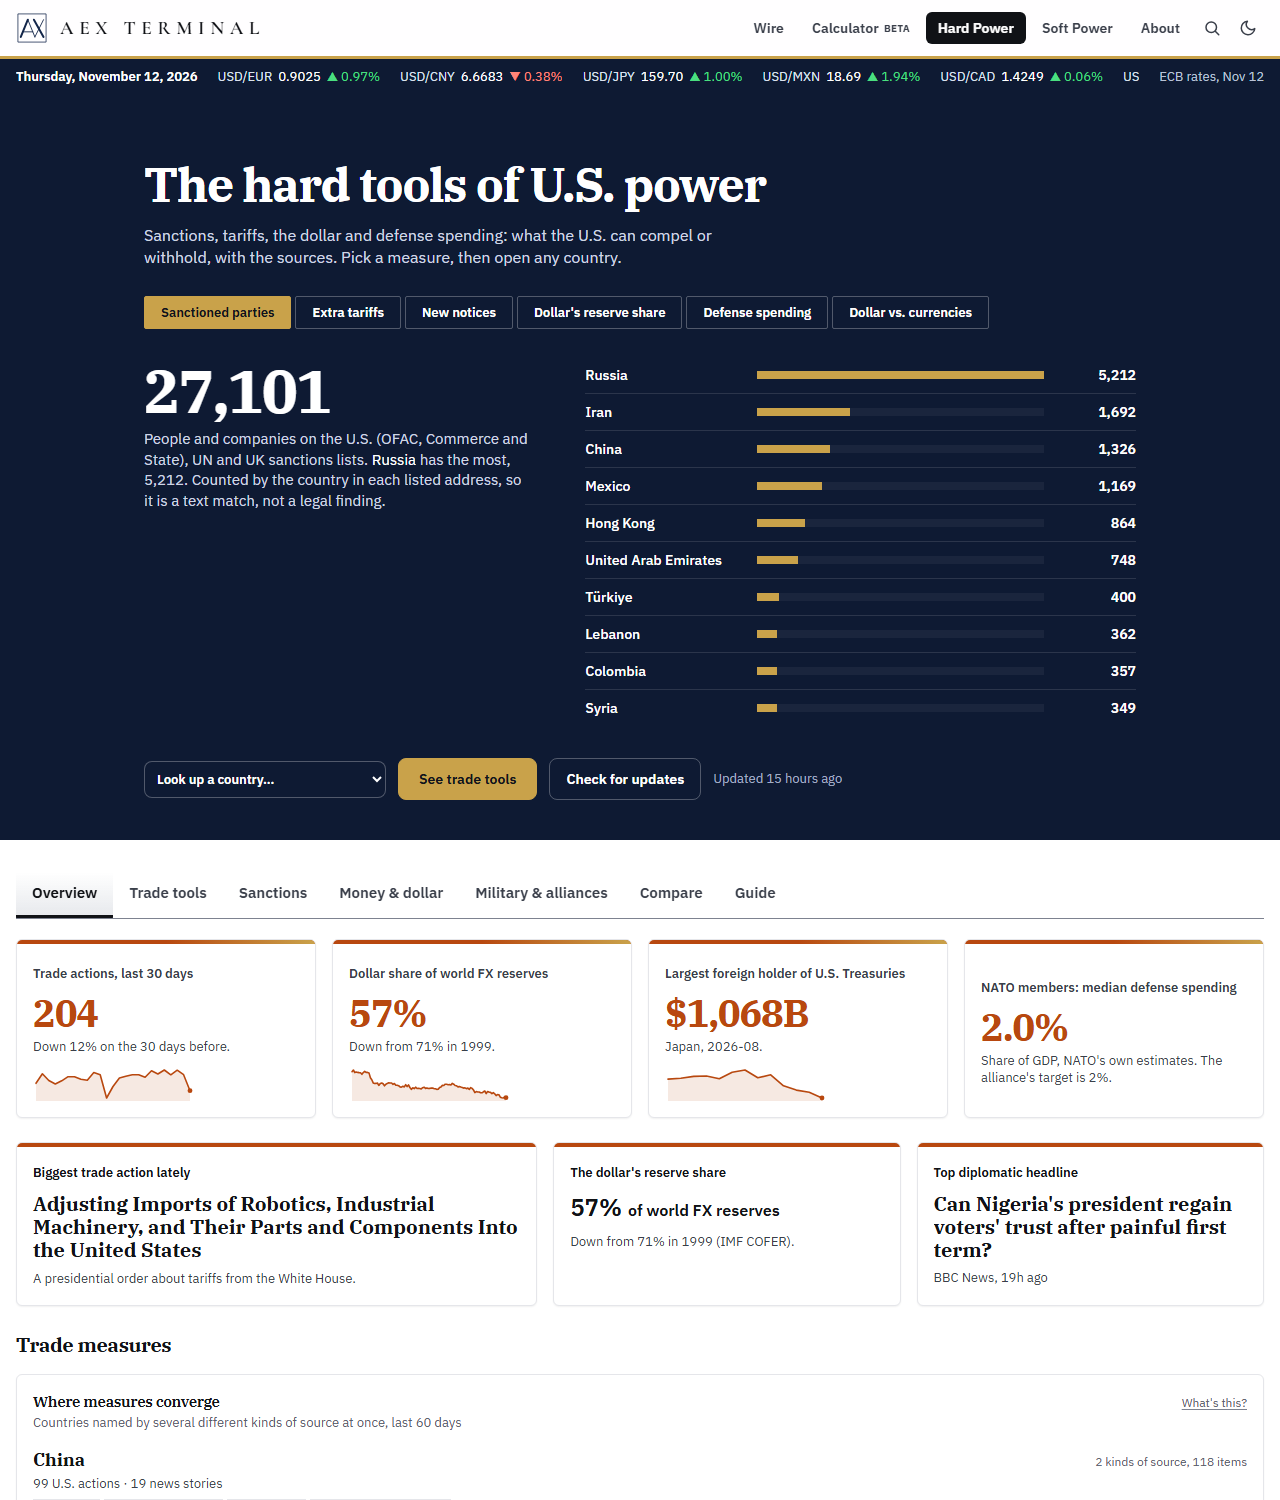 AEX TERMINAL
Wire
Calculator BETA
Hard Power
Soft Power
About
Thursday, November 12, 2026 USD/EUR 0.9025 ▲ 0.97% USD/CNY 6.6683 ▼ 0.38% USD/JPY 159.70 ▲ 1.00% USD/MXN 18.69 ▲ 1.94% USD/CAD 1.4249 ▲ 0.06% US ECB rates, Nov 12
The hard tools of U.S. power
Sanctions, tariffs, the dollar and defense spending: what the U.S. can compel or
withhold, with the sources. Pick a measure, then open any country.
Sanctioned parties
Extra tariffs
New notices
Dollar's reserve share
Defense spending
Dollar vs. currencies
27,101
People and companies on the U.S. (OFAC, Commerce and
State), UN and UK sanctions lists. Russia has the most,
5,212. Counted by the country in each listed address, so
it is a text match, not a legal finding.
Russia 5,212
Iran 1,692
China 1,326
Mexico 1,169
Hong Kong 864
United Arab Emirates 748
Türkiye 400
Lebanon 362
Colombia 357
Syria 349
Look up a country...
See trade tools
Check for updates
Updated 15 hours ago
Overview
Trade tools
Sanctions
Money & dollar
Military & alliances
Compare
Guide
Trade actions, last 30 days
204
Down 12% on the 30 days before.
Dollar share of world FX reserves
57%
Down from 71% in 1999.
Largest foreign holder of U.S. Treasuries
$1,068B
Japan, 2026-08.
NATO members: median defense spending
2.0%
Share of GDP, NATO's own estimates. The
alliance's target is 2%.
Biggest trade action lately
Adjusting Imports of Robotics, Industrial
Machinery, and Their Parts and Components Into
the United States
A presidential order about tariffs from the White House.
The dollar's reserve share
57% of world FX reserves
Down from 71% in 1999 (IMF COFER).
Top diplomatic headline
Can Nigeria's president regain
voters' trust after painful first
term?
BBC News, 19h ago
Trade measures
Where measures converge
What's this?
Countries named by several different kinds of source at once, last 60 days
China
2 kinds of source, 118 items
99 U.S. actions · 19 news stories